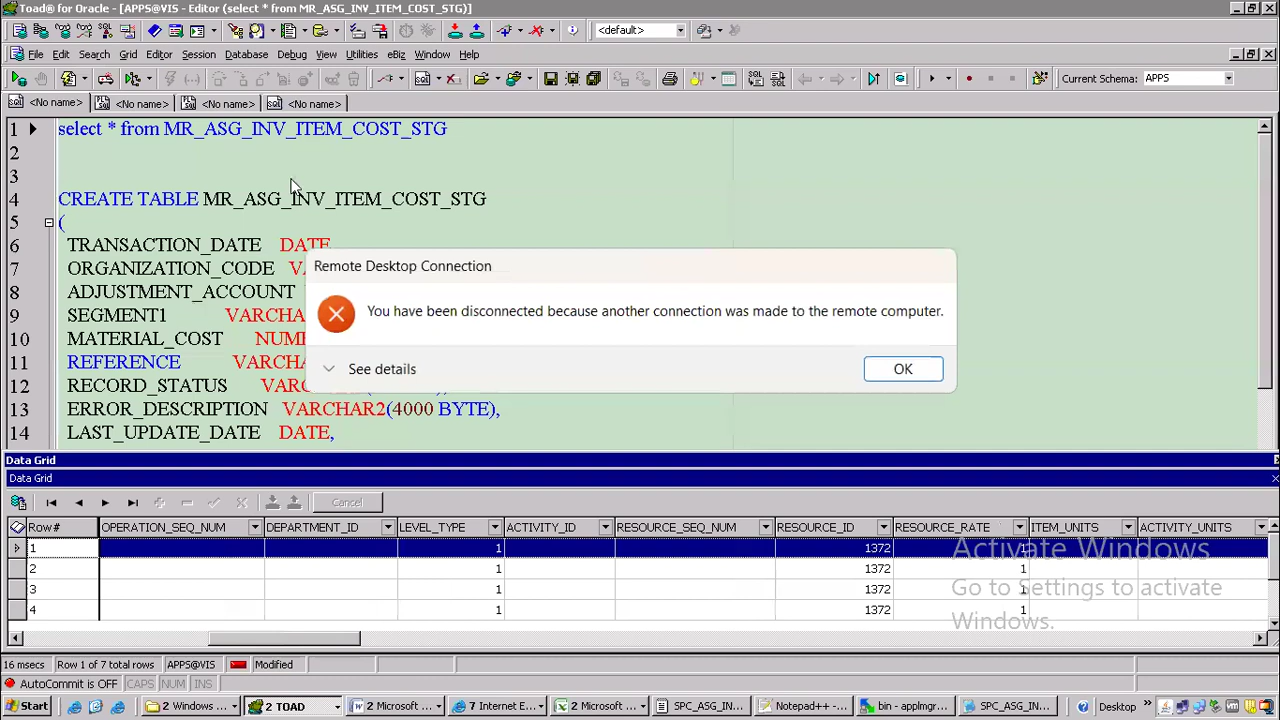 Toad® for Oracle - [APPS@VIS - Editor (select * from MR_ASG_INV_ITEM_COST_STG)]
<default>
File Edit Search Grid Editor Session Database Debug View Utilities eBiz Window Help
Current Schema: APPS
<No name> <No name> <No name> <No name>
1 select * from MR_ASG_INV_ITEM_COST_STG
2
3
4 CREATE TABLE MR_ASG_INV_ITEM_COST_STG
5 (
6 TRANSACTION_DATE DATE
7 ORGANIZATION_CODE
8 ADJUSTMENT_ACCOUNT
9 SEGMENT1 VARCHAR
10 MATERIAL_COST NUM
11 REFERENCE VARCHAR
12 RECORD_STATUS
13 ERROR_DESCRIPTION VARCHAR2(4000 BYTE),
14 LAST_UPDATE_DATE DATE,
Remote Desktop Connection
You have been disconnected because another connection was made to the remote computer.
See details OK
Data Grid
Data Grid
Cancel
Row # OPERATION_SEQ_NUM DEPARTMENT_ID LEVEL_TYPE ACTIVITY_ID RESOURCE_SEQ_NUM RESOURCE_ID RESOURCE_RATE ITEM_UNITS ACTIVITY_UNITS
1 1 1372 1
2 1 1372 1
3 1 1372 1
4 1 1372 1
Activate Windows
Go to Settings to activate
Windows.
16 msecs Row 1 of 7 total rows APPS@VIS Modified
AutoCommit is OFF CAPS NUM INS
Start 2 Windows ... 2 TOAD 2 Microsoft ... 7 Internet E... 2 Microsoft ... SPC_ASG_IN... Notepad++ - ... bin - applmgr... SPC_ASG_IN... Desktop